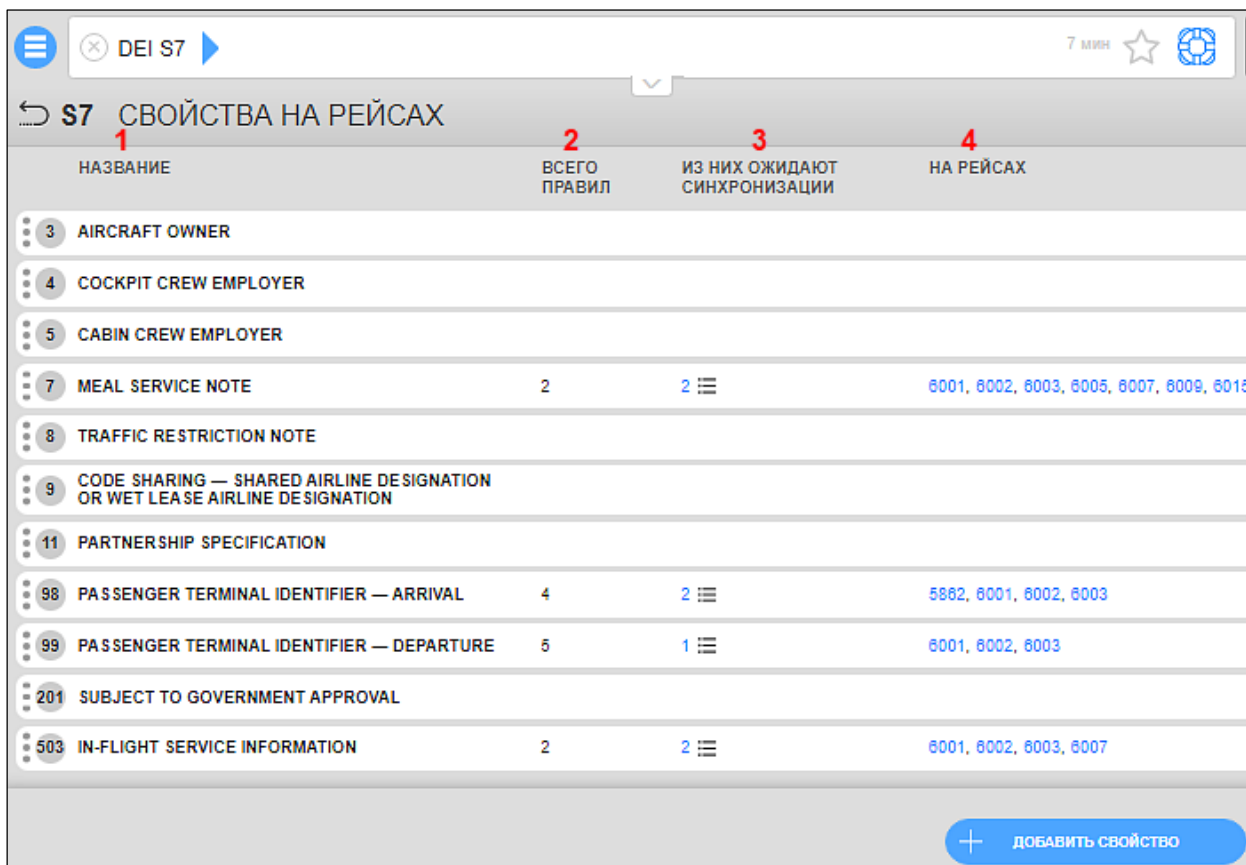 DEI S7
7 мин
S7 СВОЙСТВА НА РЕЙСАХ
1 2 3 4
НАЗВАНИЕ ВСЕГО ПРАВИЛ ИЗ НИХ ОЖИДАЮТ СИНХРОНИЗАЦИИ НА РЕЙСАХ
3 AIRCRAFT OWNER
4 COCKPIT CREW EMPLOYER
5 CABIN CREW EMPLOYER
7 MEAL SERVICE NOTE 2 2 6001, 6002, 6003, 6005, 6007, 6009, 6015
8 TRAFFIC RESTRICTION NOTE
9 CODE SHARING — SHARED AIRLINE DESIGNATION
OR WET LEASE AIRLINE DESIGNATION
11 PARTNERSHIP SPECIFICATION
98 PASSENGER TERMINAL IDENTIFIER — ARRIVAL 4 2 5862, 6001, 6002, 6003
99 PASSENGER TERMINAL IDENTIFIER — DEPARTURE 5 1 6001, 6002, 6003
201 SUBJECT TO GOVERNMENT APPROVAL
503 IN-FLIGHT SERVICE INFORMATION 2 2 6001, 6002, 6003, 6007
ДОБАВИТЬ СВОЙСТВО